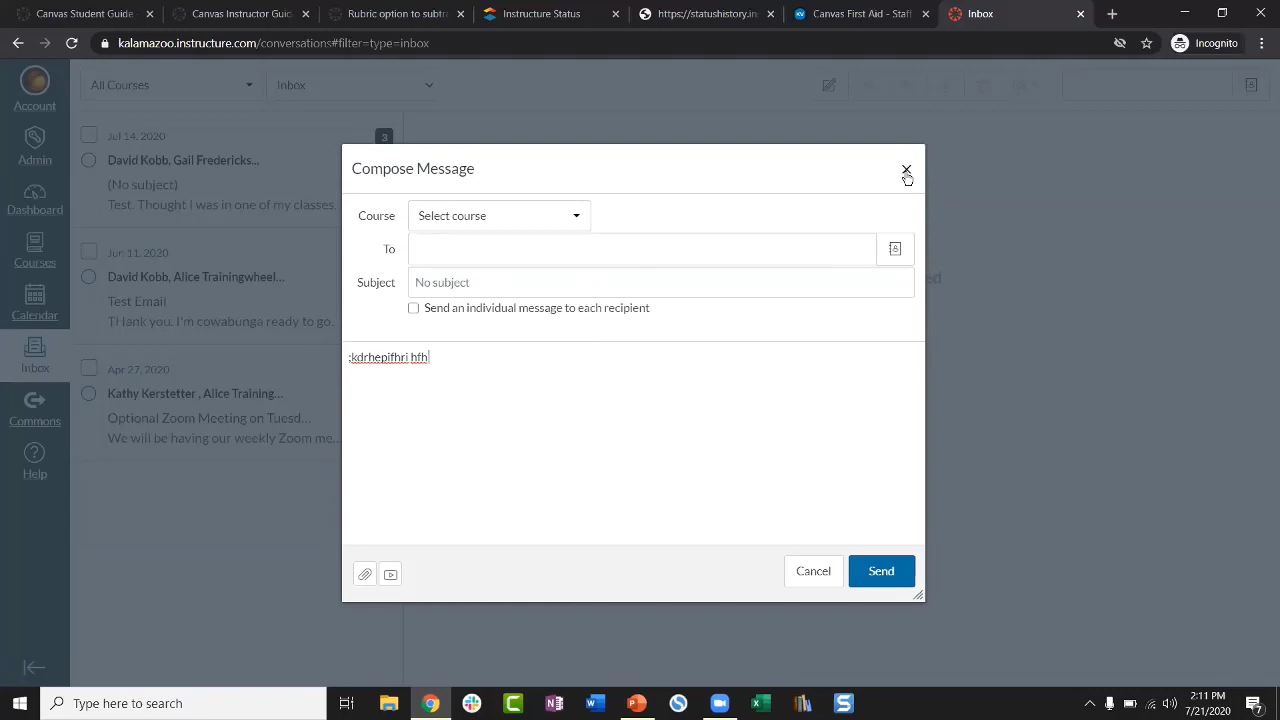 Canvas Student Guide
Canvas Instructor Guide
Rubric option to subtr
Instructure Status
https://statushistory.in
Canvas First Aid - Staff
Inbox
kalamazoo.instructure.com/conversations#filter=type=inbox
Incognito
Account
Admin
Dashboard
Courses
Calendar
Inbox
Commons
Help
All Courses
Inbox
Jul 14, 2020
3
David Kobb, Gail Fredericks...
(No subject)
Test. Thought I was in one of my classes.
Jun 11, 2020
David Kobb, Alice Trainingwheel...
Test Email
THank you. I'm cowabunga ready to go.
Apr 27, 2020
Kathy Kerstetter , Alice Training...
Optional Zoom Meeting on Tuesd...
We will be having our weekly Zoom me...
Compose Message
Course
Select course
To
Subject
No subject
Send an individual message to each recipient
;kdrhepifhri hfh
Cancel
Send
ed
Type here to search
2:11 PM
7/21/2020